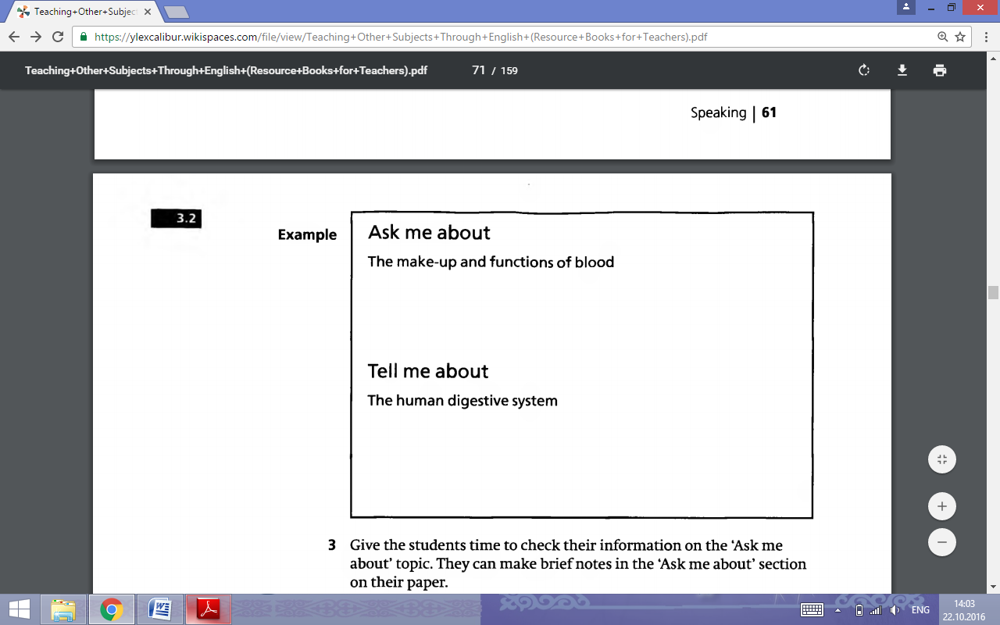 Teaching+Other+Subjec
https://ylexcalibur.wikispaces.com/file/view/Teaching+Other+Subjects+Through+English+(Resource+Books+for+Teachers).pdf
Teaching+Other+Subjects+Through+English+(Resource+Books+for+Teachers).pdf 71 / 159
Speaking | 61
3.2
Example
Ask me about
The make-up and functions of blood
Tell me about
The human digestive system
3 Give the students time to check their information on the ‘Ask me
about’ topic. They can make brief notes in the ‘Ask me about’ section
on their paper.
ENG
14:03
22.10.2016